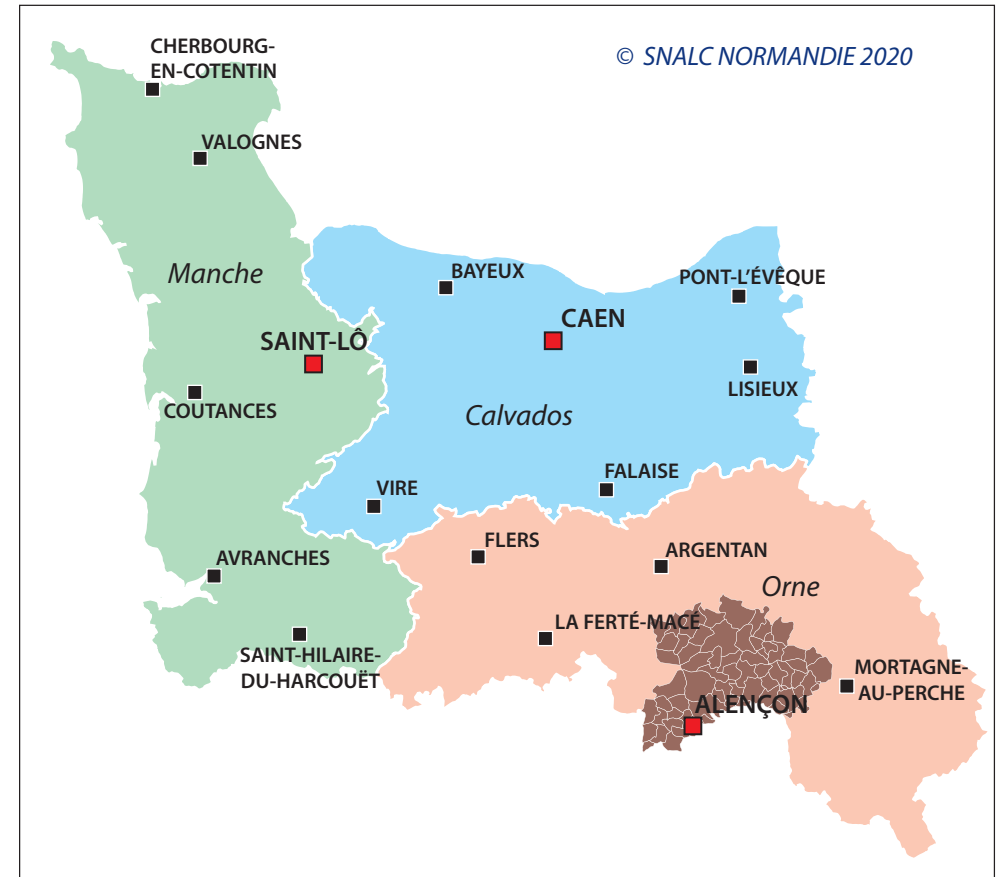 CHERBOURG-
EN-COTENTIN
© SNALC NORMANDIE 2020
VALOGNES
Manche
BAYEUX
PONT-L'ÉVÊQUE
CAEN
SAINT-LÔ
LISIEUX
COUTANCES
Calvados
FALAISE
VIRE
FLERS
ARGENTAN
AVRANCHES
Orne
LA FERTÉ-MACÉ
SAINT-HILAIRE-
DU-HARCOUËT
MORTAGNE-
AU-PERCHE
ALENÇON